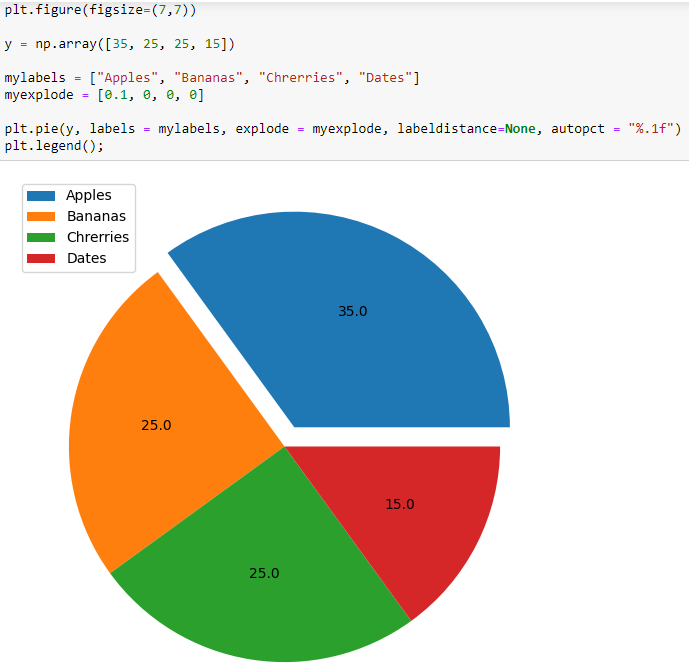 plt.figure(figsize=(7,7))
y = np.array([35, 25, 25, 15])
mylabels = ["Apples", "Bananas", "Chrerries", "Dates"]
myexplode = [0.1, 0, 0, 0]
plt.pie(y, labels = mylabels, explode = myexplode, labeldistance=None, autopct = "%.1f")
plt.legend();
Apples
Bananas
Chrerries
Dates
35.0
25.0
15.0
25.0